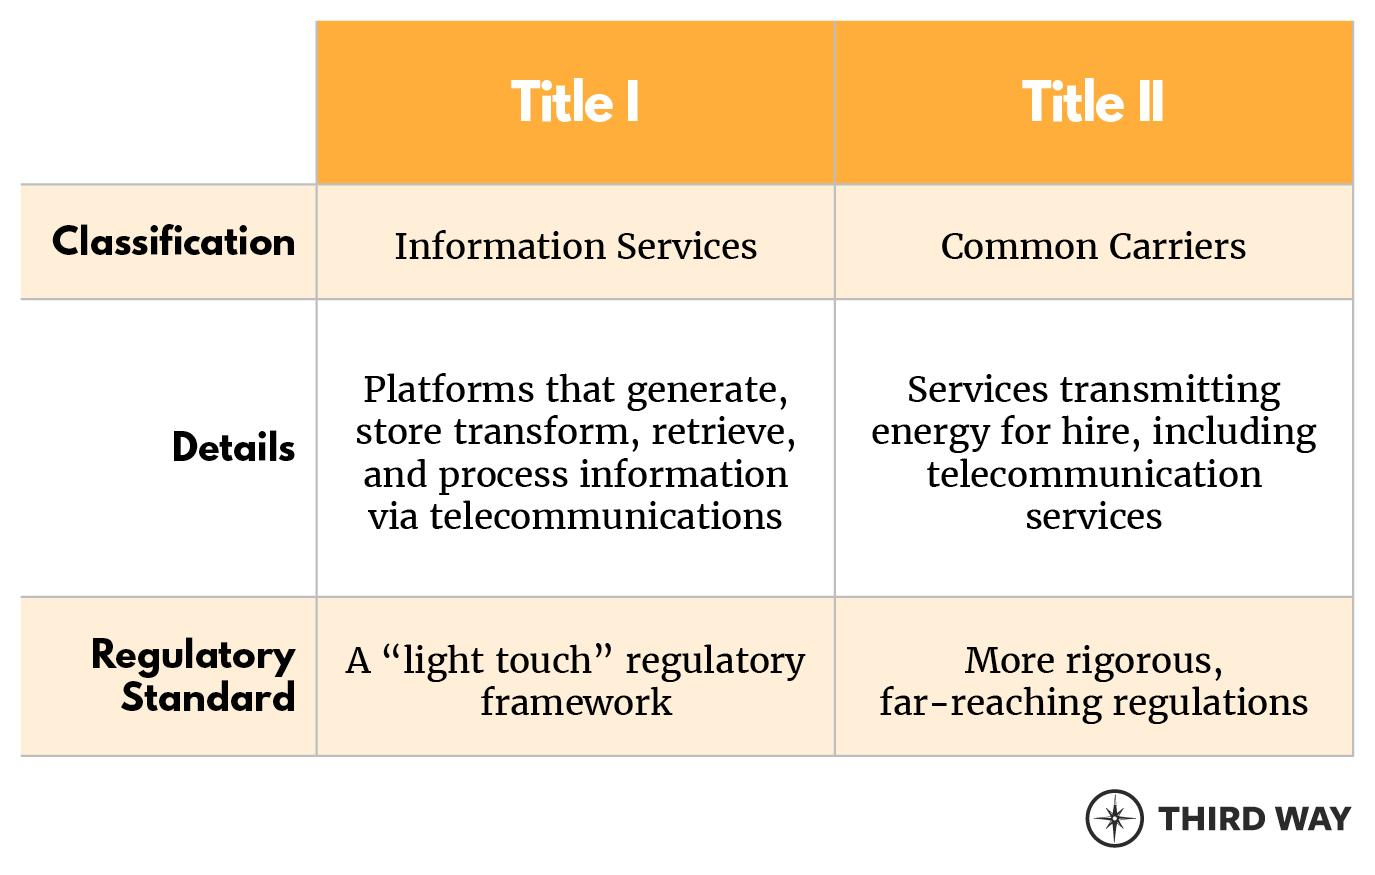 Title I
Title II
Classification
Information Services
Common Carriers
Details
Platforms that generate,
store transform, retrieve,
and process information
via telecommunications
Services transmitting
energy for hire, including
telecommunication
services
Regulatory
Standard
A “light touch” regulatory
framework
More rigorous,
far-reaching regulations
THIRD WAY